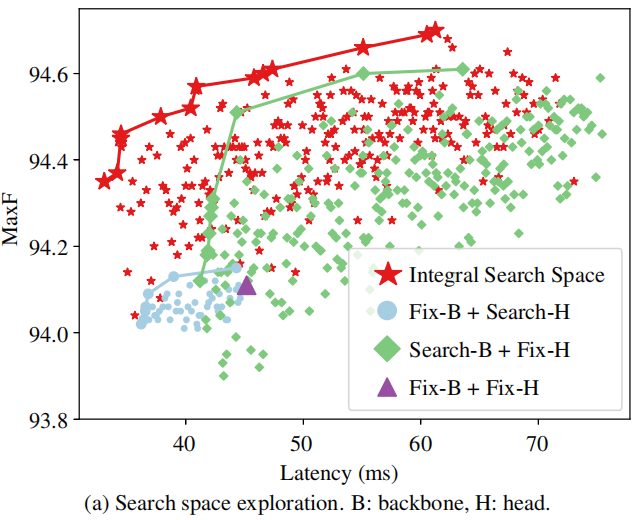 94.6
94.4
94.2
94.0
93.8
MaxF
40
50
60
70
Latency (ms)
Integral Search Space
Fix-B + Search-H
Search-B + Fix-H
Fix-B + Fix-H
(a) Search space exploration. B: backbone, H: head.